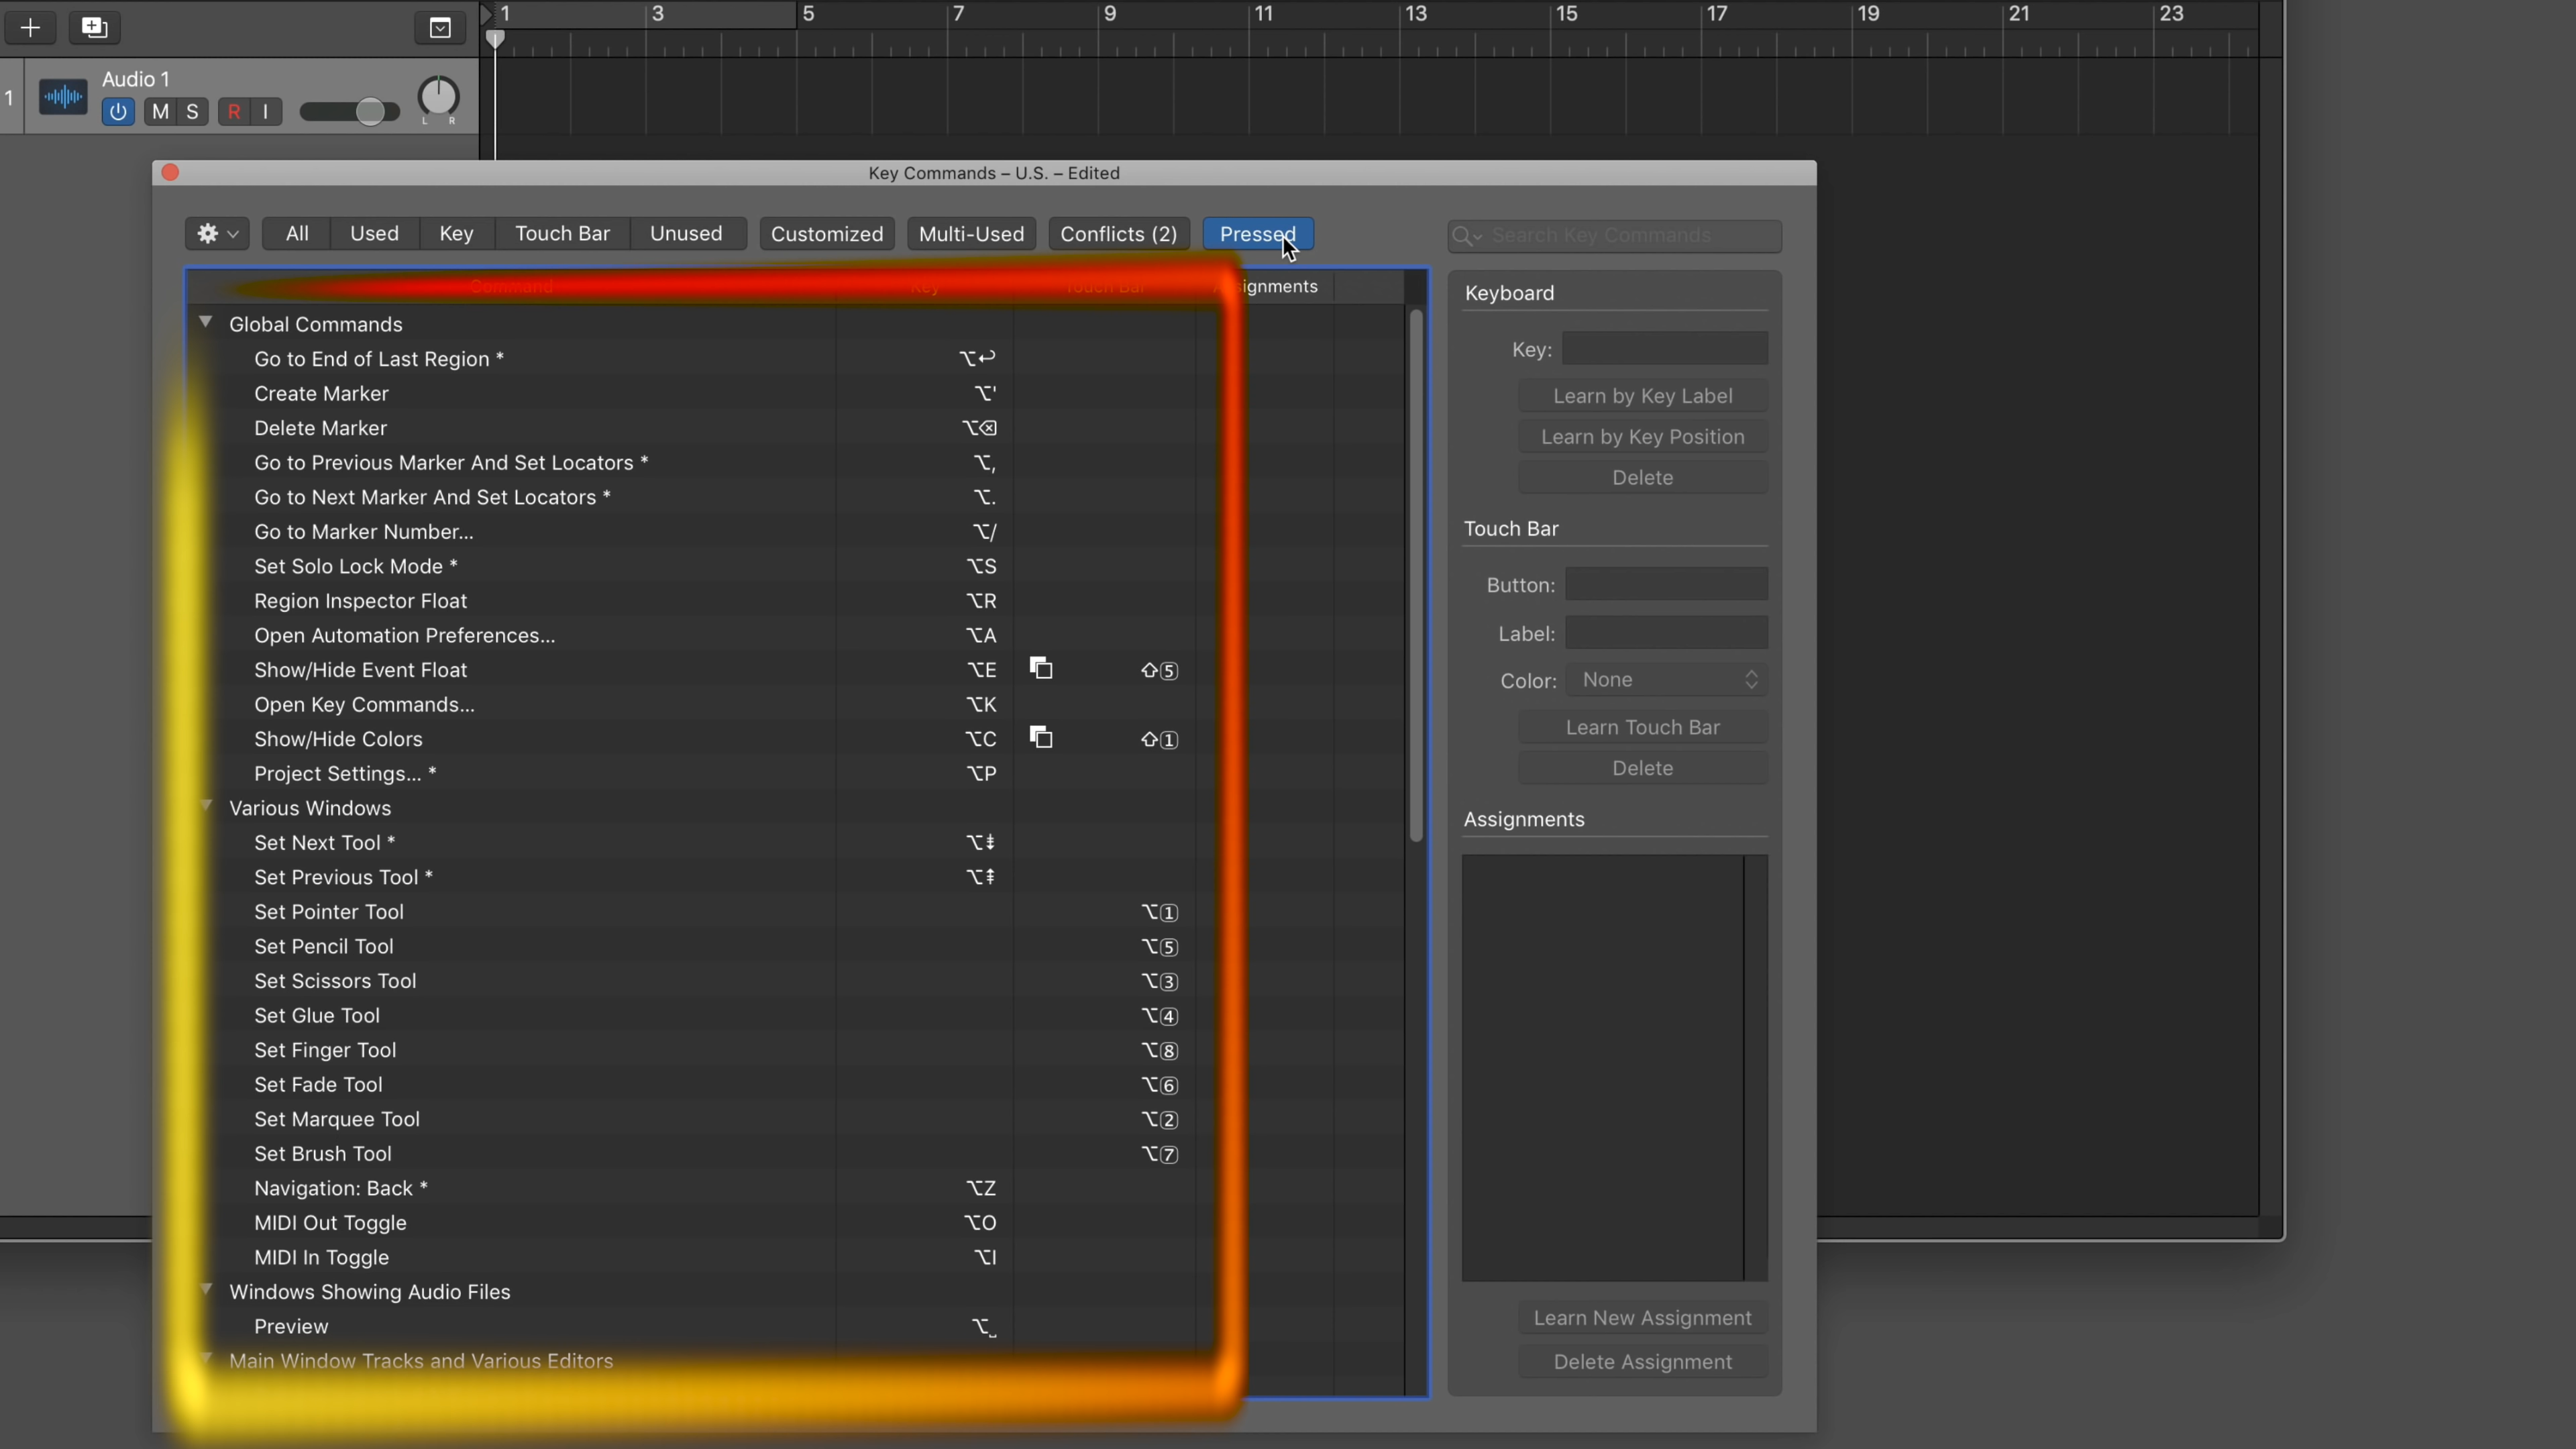 1 3 5 7 9 11 13 15 17 19 21 23
1 Audio 1
M S R I
L R
Key Commands – U.S. – Edited
All Used Key Touch Bar Unused Customized Multi-Used Conflicts (2) Pressed Search Key Commands
Command Key Touch Bar Assignments
Global Commands
Go to End of Last Region * ⌥↩
Create Marker ⌥'
Delete Marker ⌥⌫
Go to Previous Marker And Set Locators * ⌥,
Go to Next Marker And Set Locators * ⌥.
Go to Marker Number... ⌥/
Set Solo Lock Mode * ⌥S
Region Inspector Float ⌥R
Open Automation Preferences... ⌥A
Show/Hide Event Float ⌥E ⇧5
Open Key Commands... ⌥K
Show/Hide Colors ⌥C ⇧1
Project Settings... * ⌥P
Various Windows
Set Next Tool * ⌥⇟
Set Previous Tool * ⌥⇞
Set Pointer Tool ⌥1
Set Pencil Tool ⌥5
Set Scissors Tool ⌥3
Set Glue Tool ⌥4
Set Finger Tool ⌥8
Set Fade Tool ⌥6
Set Marquee Tool ⌥2
Set Brush Tool ⌥7
Navigation: Back * ⌥Z
MIDI Out Toggle ⌥O
MIDI In Toggle ⌥I
Windows Showing Audio Files
Preview ⌥⎵
Main Window Tracks and Various Editors
Keyboard
Key:
Learn by Key Label
Learn by Key Position
Delete
Touch Bar
Button:
Label:
Color: None
Learn Touch Bar
Delete
Assignments
Learn New Assignment
Delete Assignment